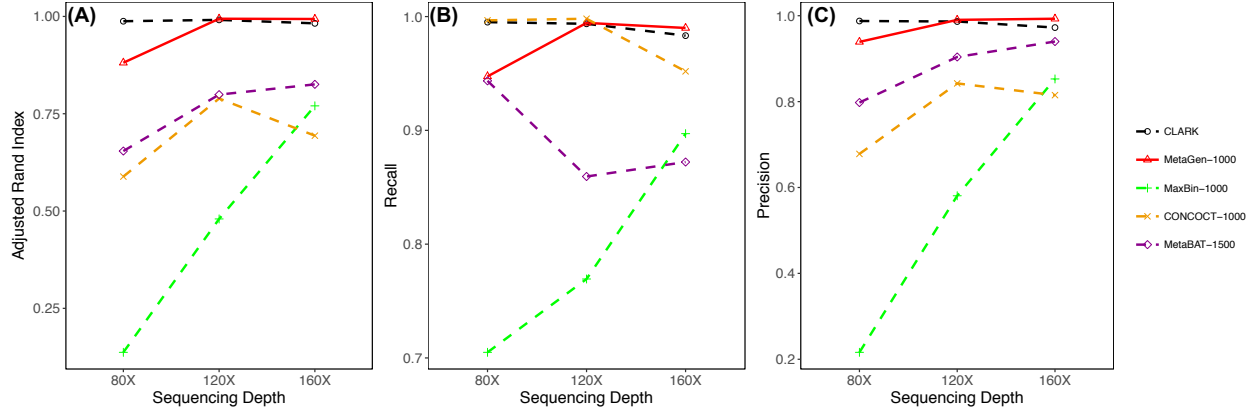 (A)
Adjusted Rand Index
1.00
0.75
0.50
0.25
80X
120X
160X
Sequencing Depth
(B)
Recall
1.0
0.9
0.8
0.7
80X
120X
160X
Sequencing Depth
(C)
Precision
1.0
0.8
0.6
0.4
0.2
80X
120X
160X
Sequencing Depth
CLARK
MetaGen-1000
MaxBin-1000
CONCOCT-1000
MetaBAT-1500